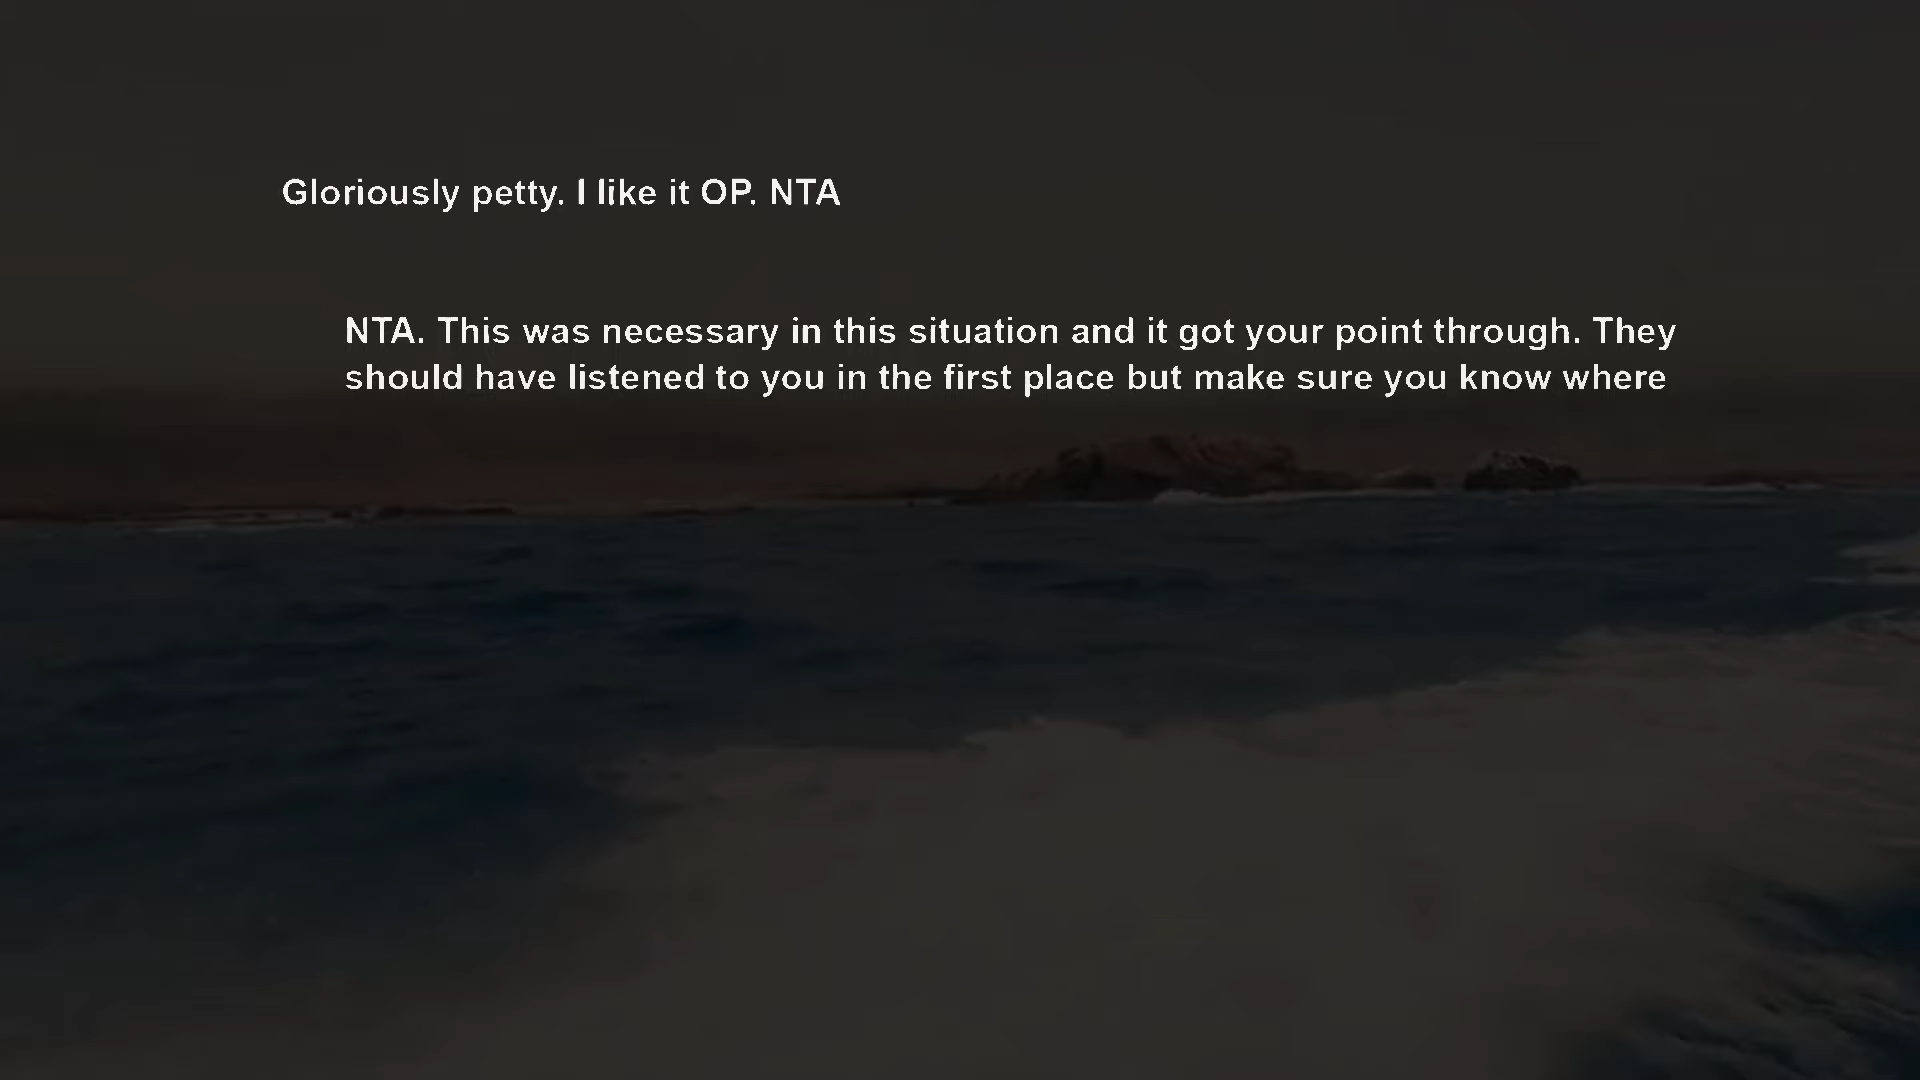 Gloriously petty. I like it OP. NTA
NTA. This was necessary in this situation and it got your point through. They
should have listened to you in the first place but make sure you know where